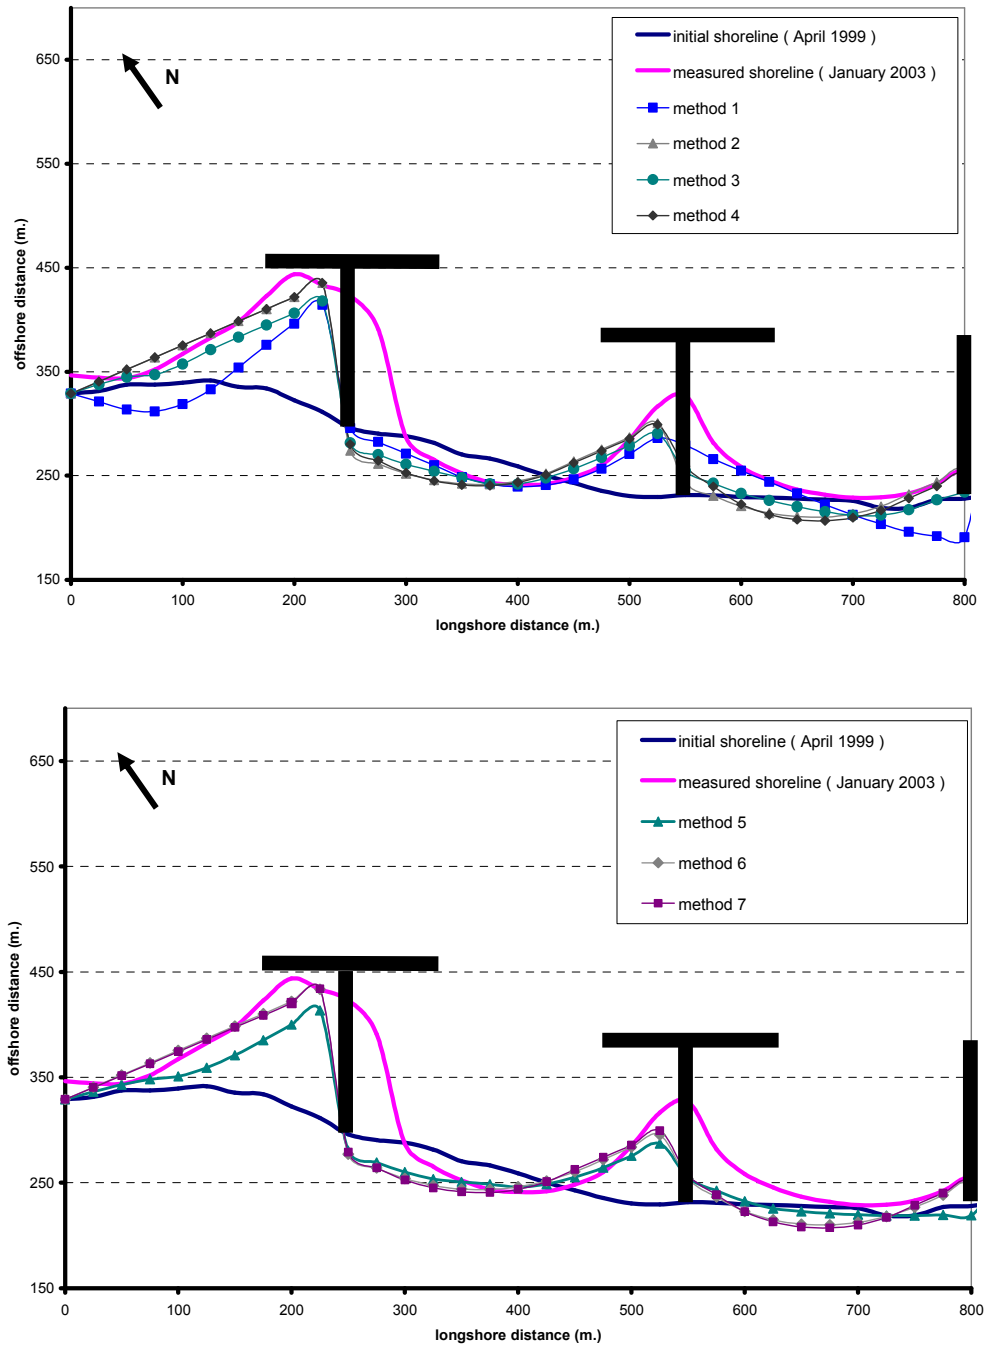 650
550
450
350
250
150
offshore distance (m.)
N
initial shoreline ( April 1999 )
measured shoreline ( January 2003 )
method 1
method 2
method 3
method 4
0 100 200 300 400 500 600 700 800
longshore distance (m.)
650
550
450
350
250
150
offshore distance (m.)
N
initial shoreline ( April 1999 )
measured shoreline ( January 2003 )
method 5
method 6
method 7
0 100 200 300 400 500 600 700 800
longshore distance (m.)